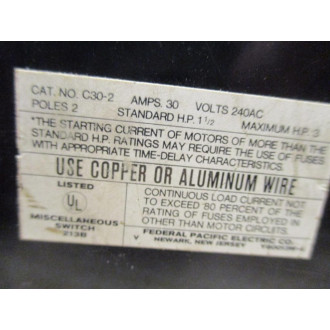 CAT. NO. C30-2 AMPS. 30 VOLTS 240AC
POLES 2 STANDARD H.P. 1 1/2 MAXIMUM H.P. 3
*THE STARTING CURRENT OF MOTORS OF MORE THAN THE
STANDARD H.P. RATINGS MAY REQUIRE THE USE OF FUSES
WITH APPROPRIATE TIME-DELAY CHARACTERISTICS.
USE COPPER OR ALUMINUM WIRE
LISTED
UL
MISCELLANEOUS
SWITCH
213B
CONTINUOUS LOAD CURRENT NOT
TO EXCEED 80 PERCENT OF THE
RATING OF FUSES EMPLOYED IN
OTHER THAN MOTOR CIRCUITS.
V FEDERAL PACIFIC ELECTRIC CO.
NEWARK, NEW JERSEY